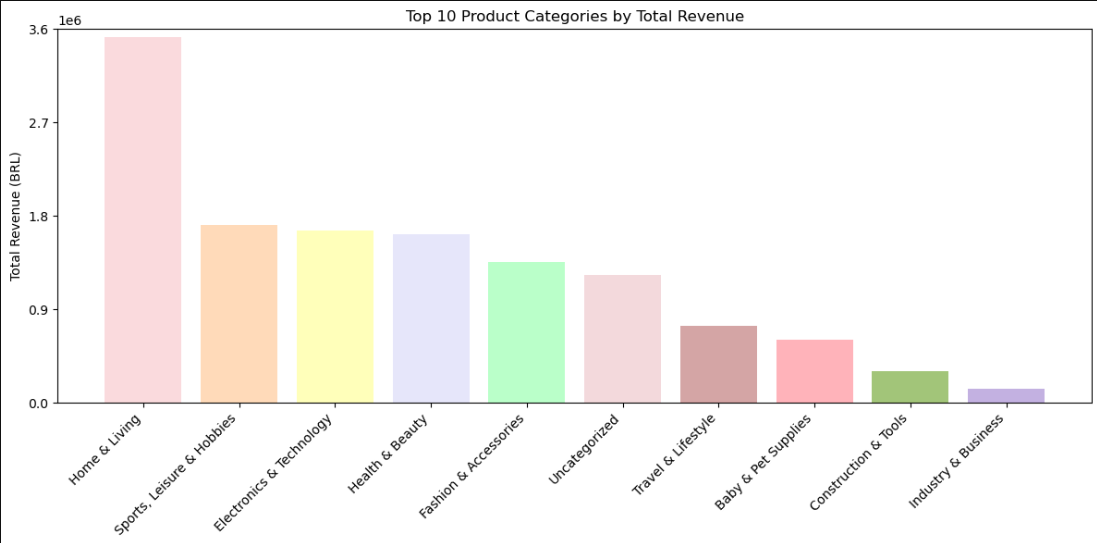 Top 10 Product Categories by Total Revenue
1e6
3.6
2.7
1.8
0.9
0.0
Total Revenue (BRL)
Home & Living
Sports, Leisure & Hobbies
Electronics & Technology
Health & Beauty
Fashion & Accessories
Uncategorized
Travel & Lifestyle
Baby & Pet Supplies
Construction & Tools
Industry & Business